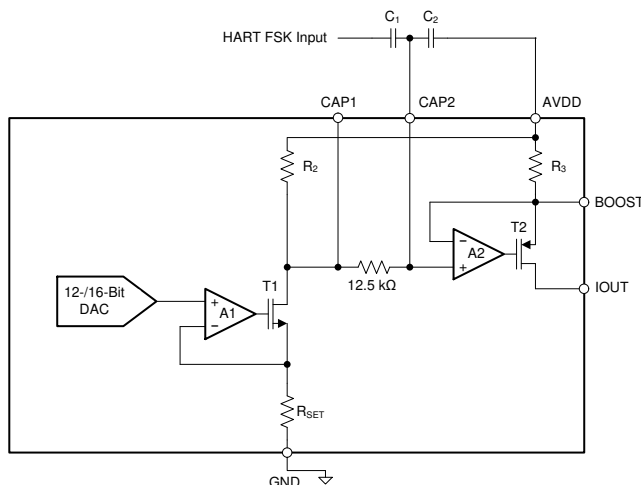 C1 C2
HART FSK Input
CAP1 CAP2 AVDD
R2 R3
BOOST
T2
A2
12.5 kΩ
IOUT
T1
12-/16-Bit
DAC
A1
RSET
GND
+
−
−
+